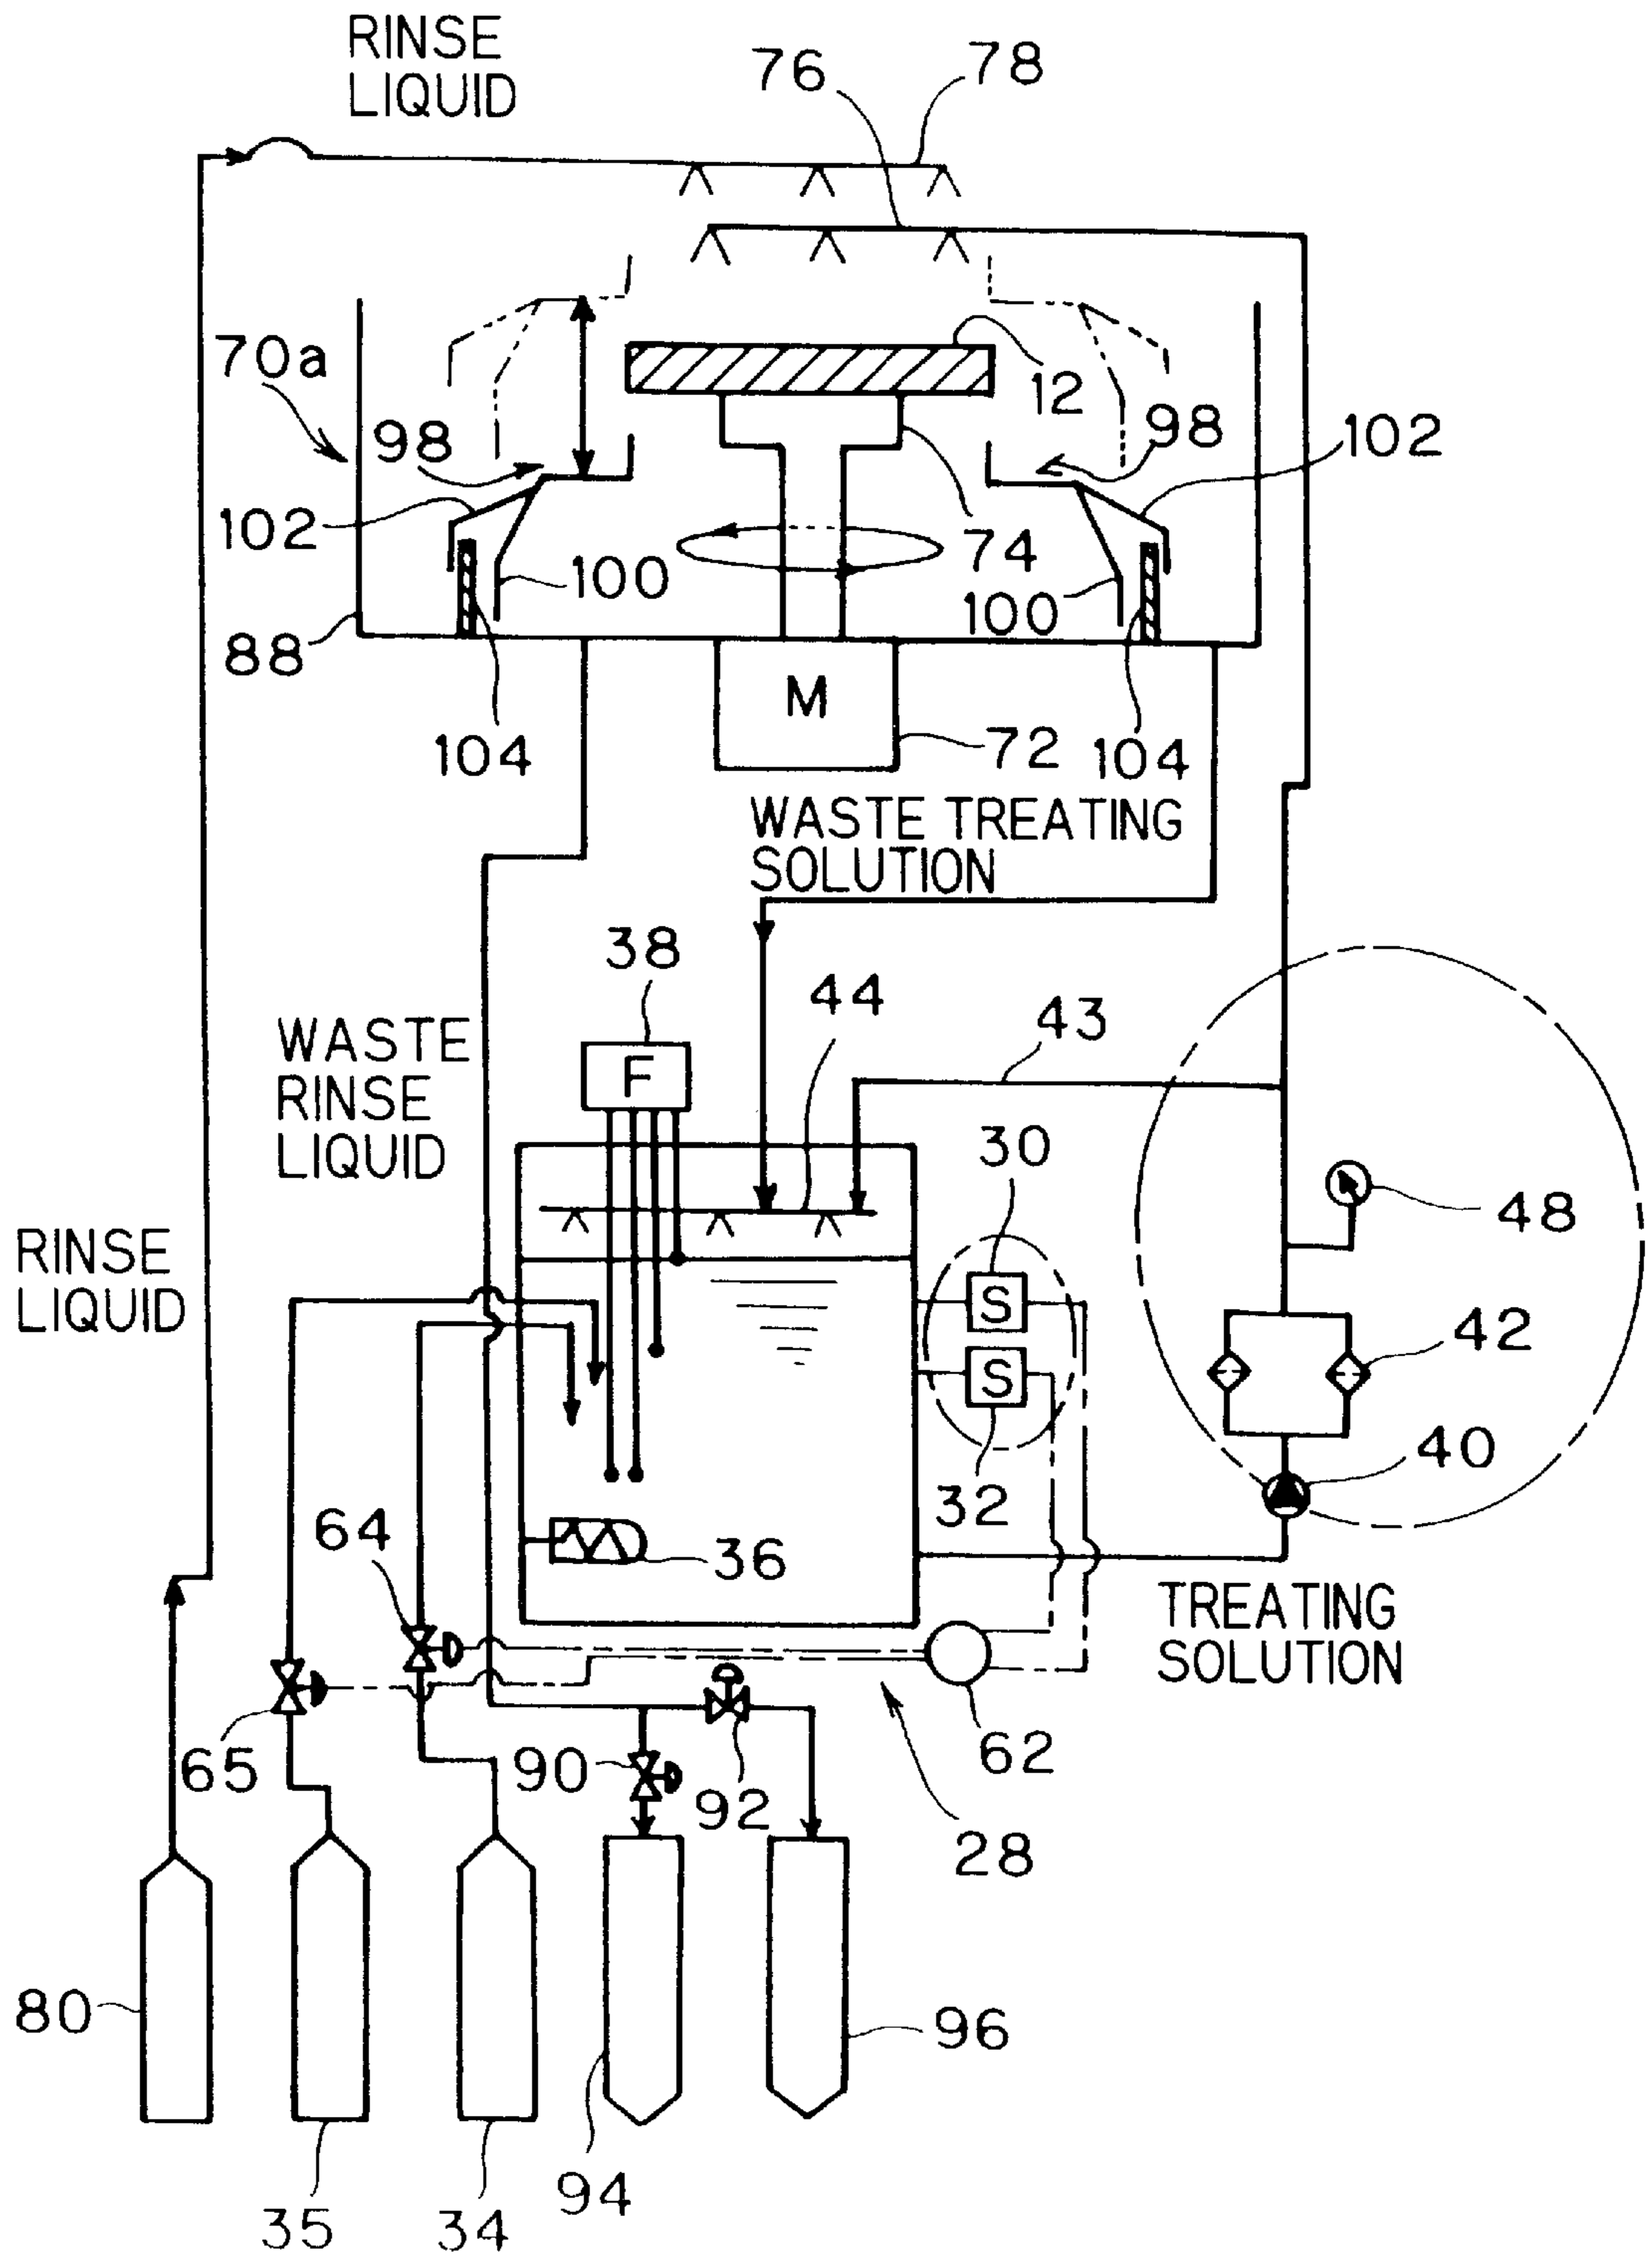 RINSE
LIQUID
76
78
70a
12
98
98
102
102
74
100
100
88
M
104
72
104
WASTE TREATING
SOLUTION
38
44
43
WASTE
RINSE
LIQUID
F
30
48
RINSE
LIQUID
S
42
S
40
32
64
36
TREATING
SOLUTION
65
90
92
62
28
80
96
94
35
34